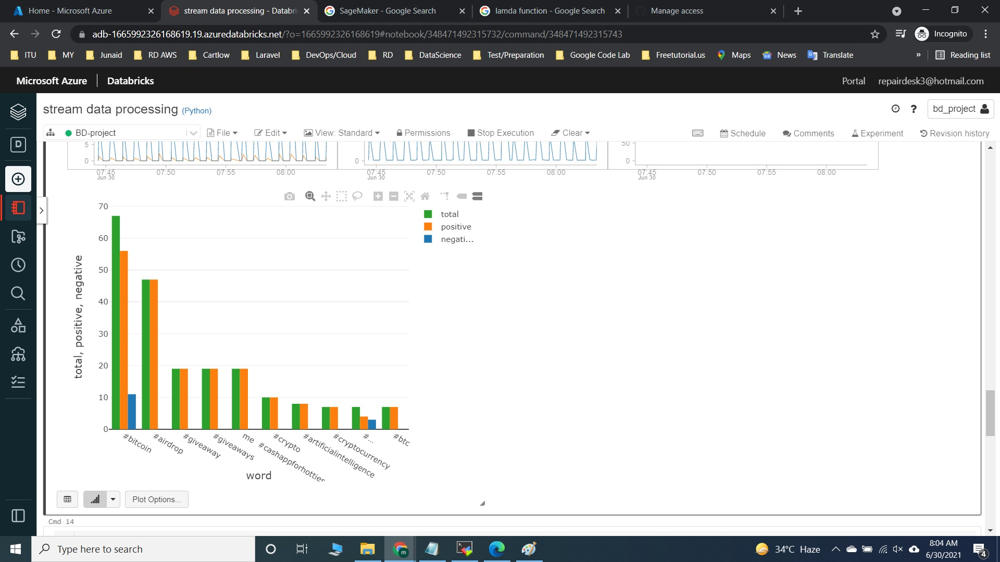 Home - Microsoft Azure
stream data processing - Databri
SageMaker - Google Search
lamda function - Google Search
Manage access
adb-1665992326168619.19.azuredatabricks.net/?o=1665992326168619#notebook/348471492315732/command/348471492315743
Incognito
ITU
MY
Junaid
RD AWS
Cartlow
Laravel
DevOps/Cloud
RD
DataScience
Test/Preparation
Google Code Lab
Freetutorial.us
Maps
News
Translate
»
Reading list
Microsoft Azure
Databricks
Portal
repairdesk3@hotmail.com
stream data processing (Python)
?
bd_project
D
BD-project
File
Edit
View: Standard
Permissions
Stop Execution
Clear
Schedule
Comments
Experiment
Revision history
5
0
07:45
Jun 30
07:50
07:55
08:00
0
07:45
Jun 30
07:50
07:55
08:00
50
0
07:45
Jun 30
07:50
07:55
08:00
70
60
50
40
30
20
10
0
total, positive, negative
total
positive
negati...
#bitcoin
#airdrop
#giveaway
#giveaways
me #cashappforhotties
#crypto
#artificialintelligence
#cryptocurrency
#...
#btc
word
Plot Options...
Cmd 14
Type here to search
34°C Haze
8:04 AM
6/30/2021
4